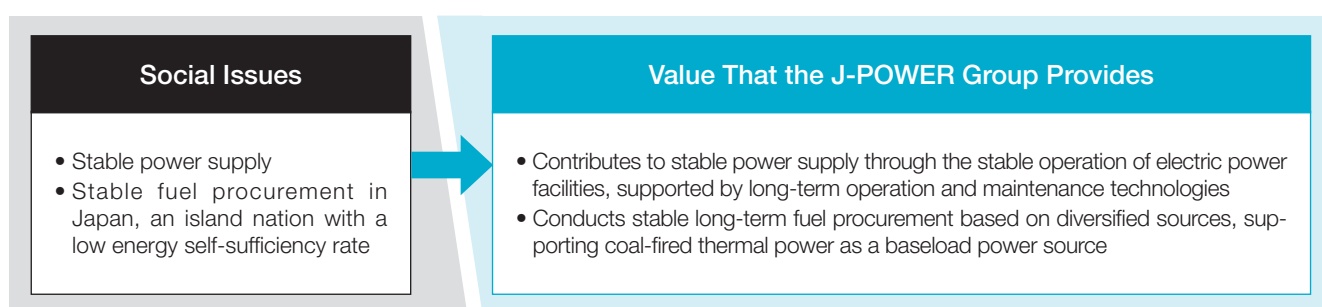 Social Issues
• Stable power supply
• Stable fuel procurement in
Japan, an island nation with a
low energy self-sufficiency rate
Value That the J-POWER Group Provides
• Contributes to stable power supply through the stable operation of electric power
facilities, supported by long-term operation and maintenance technologies
• Conducts stable long-term fuel procurement based on diversified sources, sup-
porting coal-fired thermal power as a baseload power source